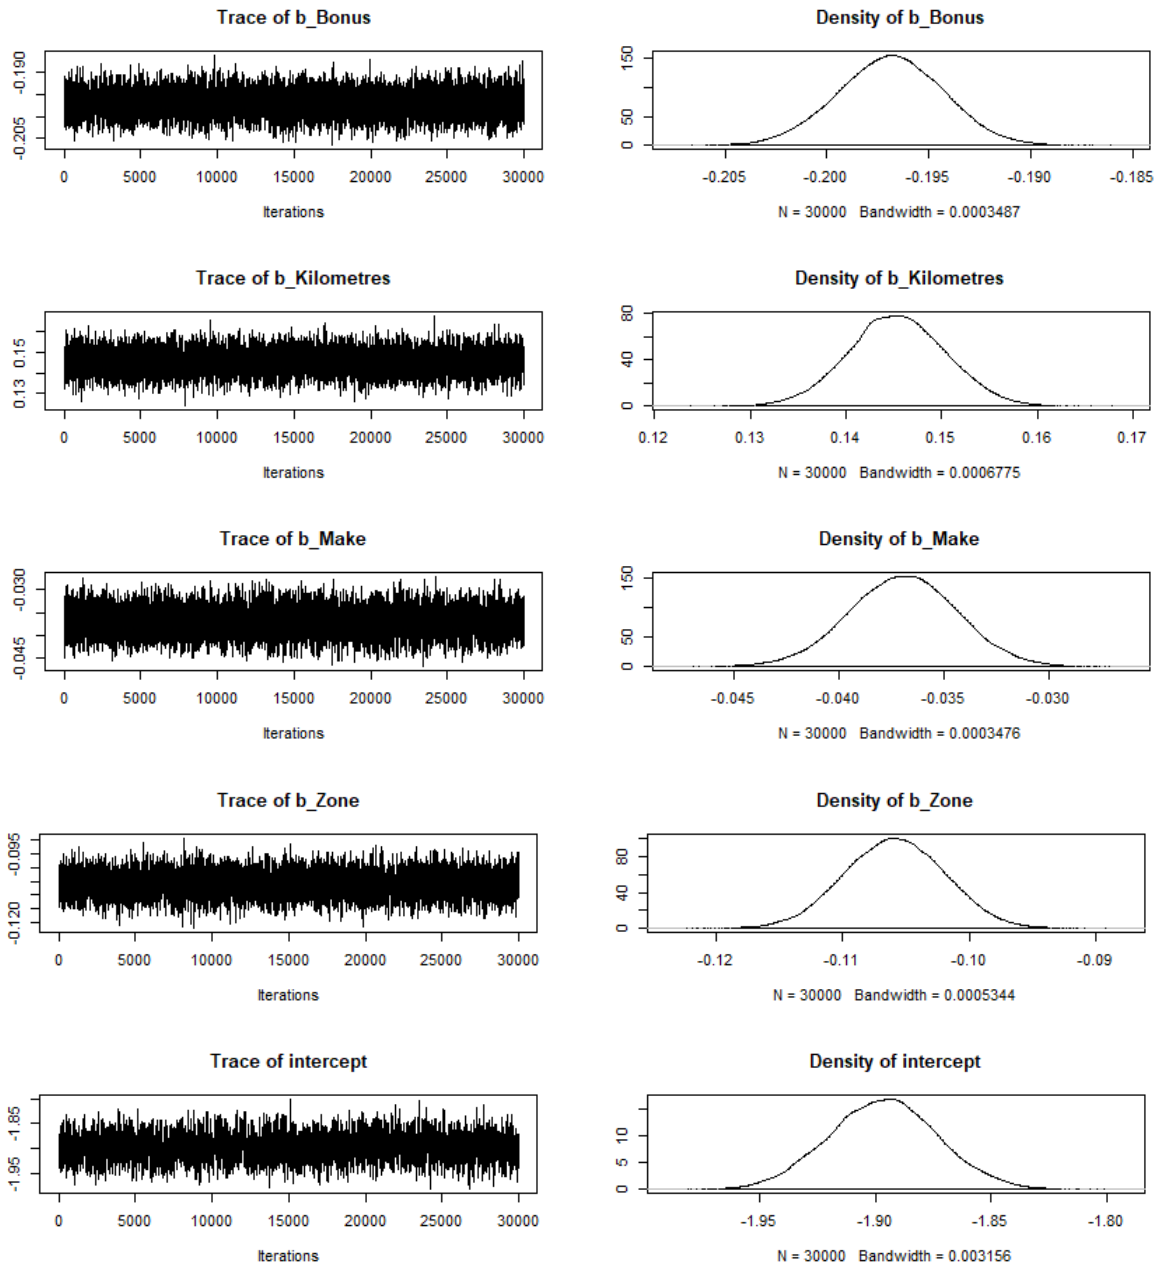 Trace of b_Bonus
Density of b_Bonus
-0.205 -0.190
0 50 150
0 5000 10000 15000 20000 25000 30000
-0.205 -0.200 -0.195 -0.190 -0.185
Iterations
N = 30000 Bandwidth = 0.0003487
Trace of b_Kilometres
Density of b_Kilometres
0.13 0.15
0 40 80
0 5000 10000 15000 20000 25000 30000
0.12 0.13 0.14 0.15 0.16 0.17
Iterations
N = 30000 Bandwidth = 0.0006775
Trace of b_Make
Density of b_Make
-0.045 -0.030
0 50 150
0 5000 10000 15000 20000 25000 30000
-0.045 -0.040 -0.035 -0.030
Iterations
N = 30000 Bandwidth = 0.0003476
Trace of b_Zone
Density of b_Zone
-0.120 -0.095
0 40 80
0 5000 10000 15000 20000 25000 30000
-0.12 -0.11 -0.10 -0.09
Iterations
N = 30000 Bandwidth = 0.0005344
Trace of intercept
Density of intercept
-1.95 -1.85
0 5 10
0 5000 10000 15000 20000 25000 30000
-1.95 -1.90 -1.85 -1.80
Iterations
N = 30000 Bandwidth = 0.003156